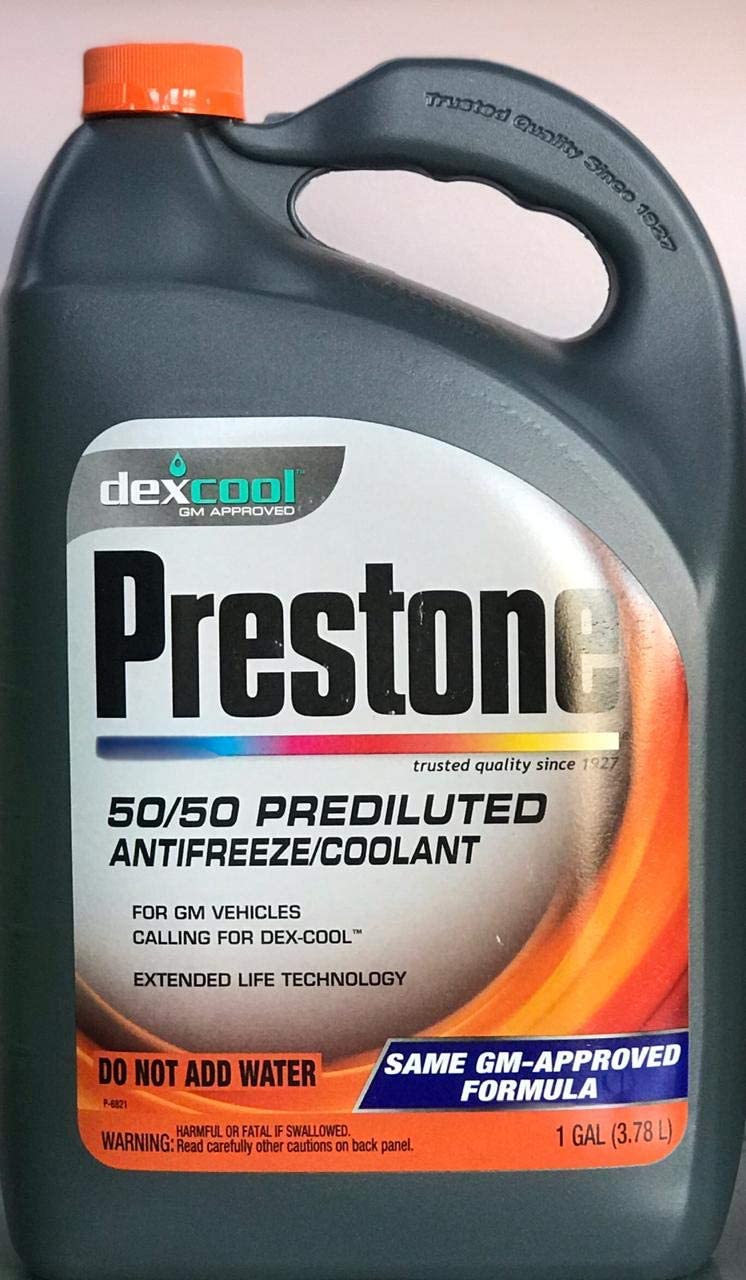 Trusted Quality Since 1927
dexcool™
GM APPROVED
Prestone
trusted quality since 1927
50/50 PREDILUTED
ANTIFREEZE/COOLANT
FOR GM VEHICLES
CALLING FOR DEX-COOL™
EXTENDED LIFE TECHNOLOGY
DO NOT ADD WATER
SAME GM-APPROVED
FORMULA
P-6821
WARNING: HARMFUL OR FATAL IF SWALLOWED.
Read carefully other cautions on back panel.
1 GAL (3.78 L)